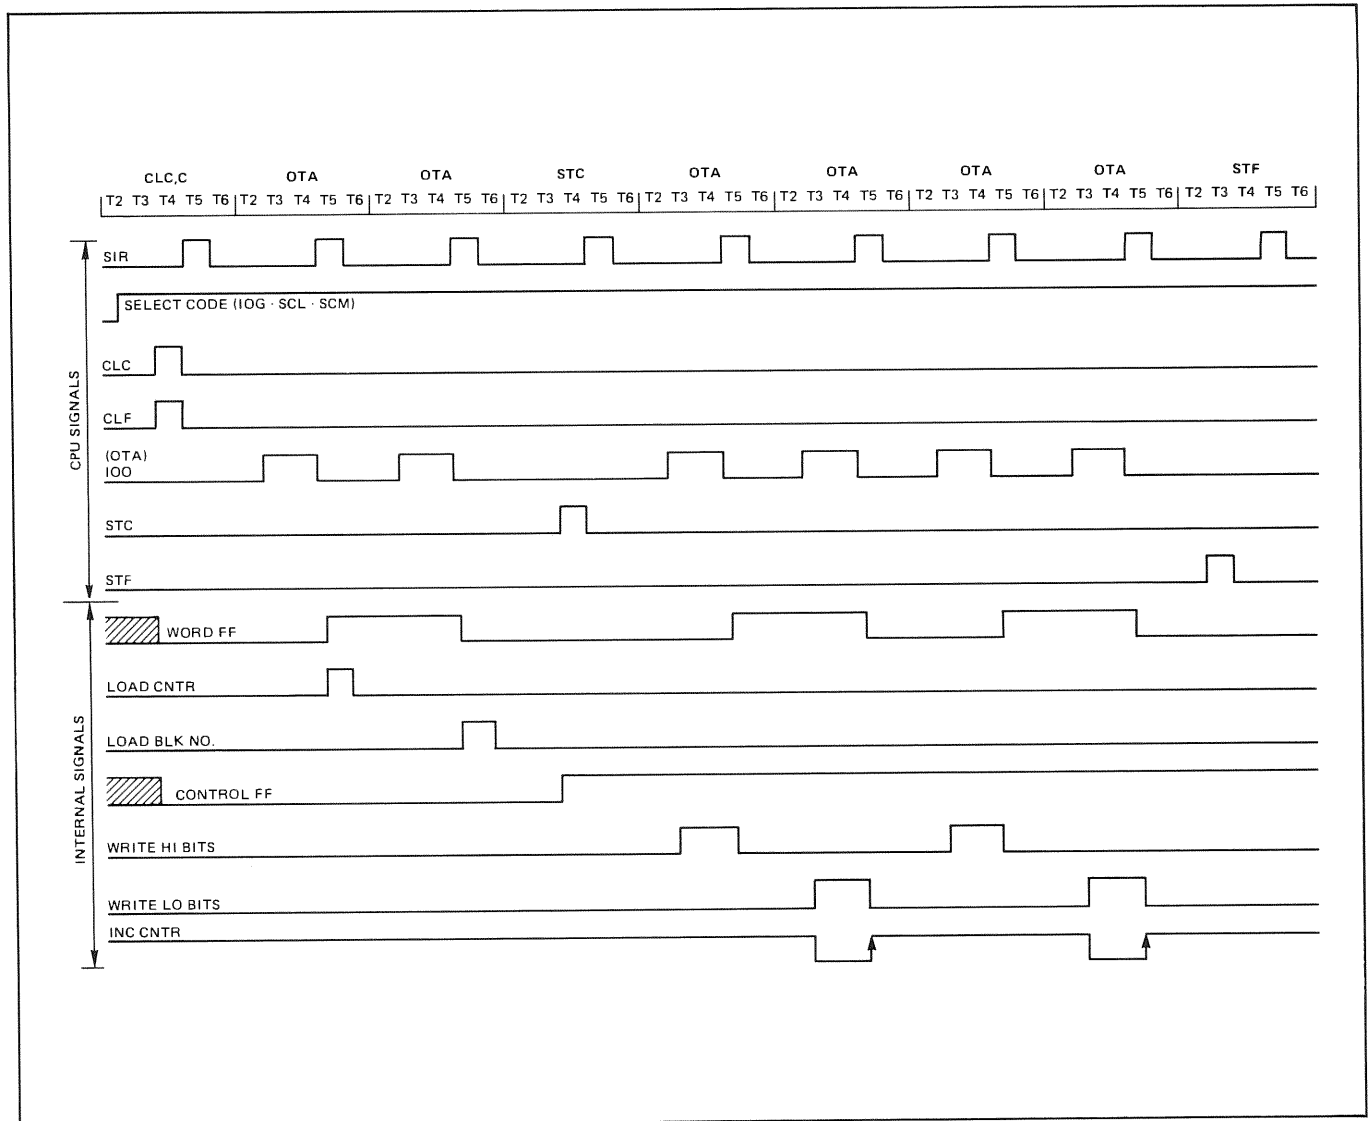 CLC,C OTA OTA STC OTA OTA OTA OTA STF
T2 T3 T4 T5 T6 T2 T3 T4 T5 T6 T2 T3 T4 T5 T6 T2 T3 T4 T5 T6 T2 T3 T4 T5 T6 T2 T3 T4 T5 T6 T2 T3 T4 T5 T6 T2 T3 T4 T5 T6 T2 T3 T4 T5 T6
CPU SIGNALS
SIR
SELECT CODE (IOG · SCL · SCM)
CLC
CLF
(OTA)
IOO
STC
STF
INTERNAL SIGNALS
WORD FF
LOAD CNTR
LOAD BLK NO.
CONTROL FF
WRITE HI BITS
WRITE LO BITS
INC CNTR